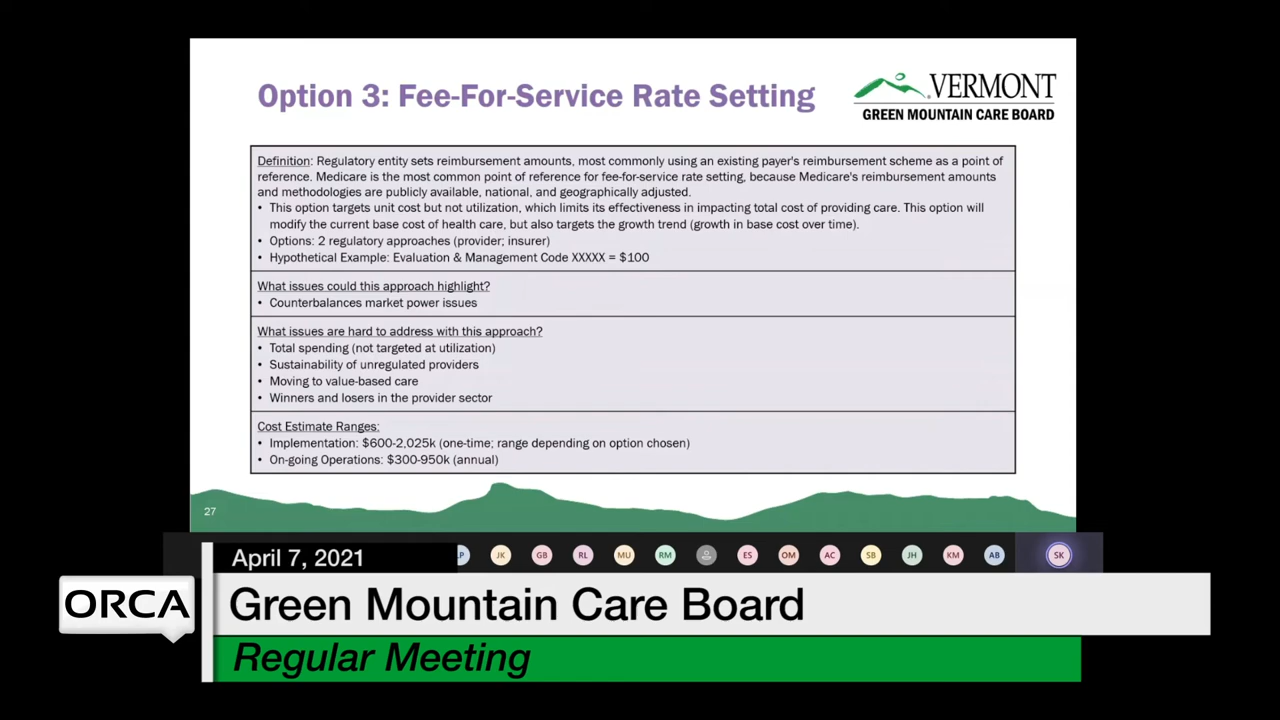 Option 3: Fee-For-Service Rate Setting
VERMONT
GREEN MOUNTAIN CARE BOARD
Definition: Regulatory entity sets reimbursement amounts, most commonly using an existing payer's reimbursement scheme as a point of
reference. Medicare is the most common point of reference for fee-for-service rate setting, because Medicare's reimbursement amounts
and methodologies are publicly available, national, and geographically adjusted.
• This option targets unit cost but not utilization, which limits its effectiveness in impacting total cost of providing care. This option will
modify the current base cost of health care, but also targets the growth trend (growth in base cost over time).
• Options: 2 regulatory approaches (provider; insurer)
• Hypothetical Example: Evaluation & Management Code XXXXX = $100
What issues could this approach highlight?
• Counterbalances market power issues
What issues are hard to address with this approach?
• Total spending (not targeted at utilization)
• Sustainability of unregulated providers
• Moving to value-based care
• Winners and losers in the provider sector
Cost Estimate Ranges:
• Implementation: $600-2,025k (one-time; range depending on option chosen)
• On-going Operations: $300-950k (annual)
27
LP JK GB RL MU RM ES OM AC SB JH KM AB SK
April 7, 2021
ORCA
Green Mountain Care Board
Regular Meeting